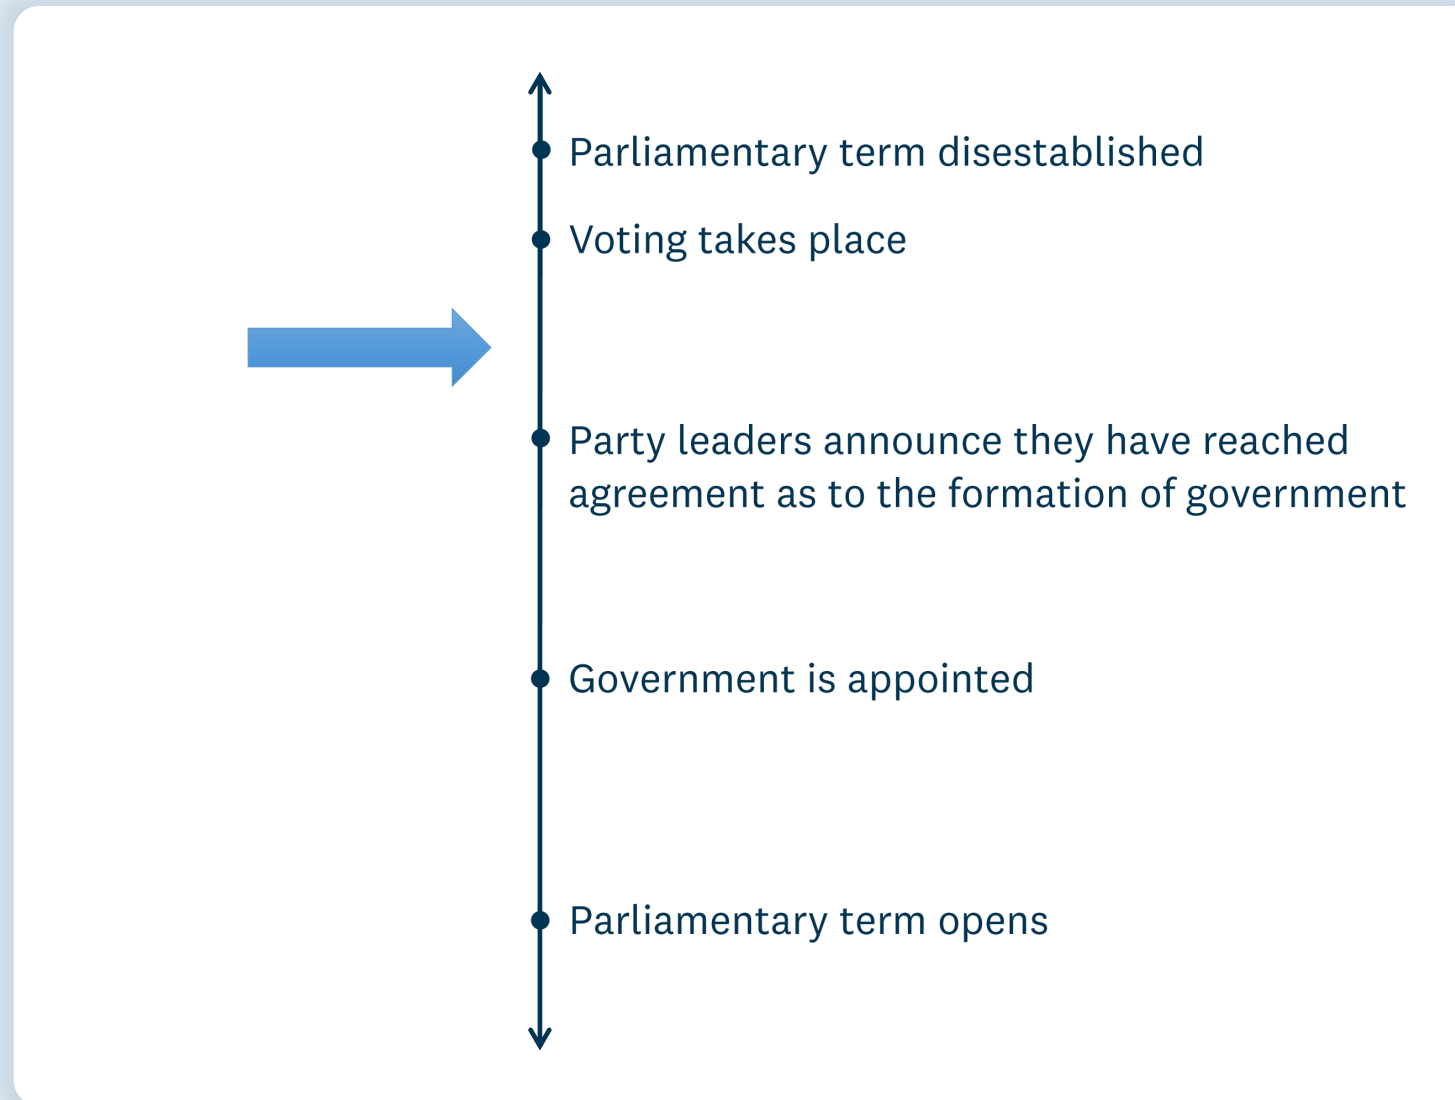 Parliamentary term disestablished
Voting takes place
Party leaders announce they have reached
agreement as to the formation of government
Government is appointed
Parliamentary term opens